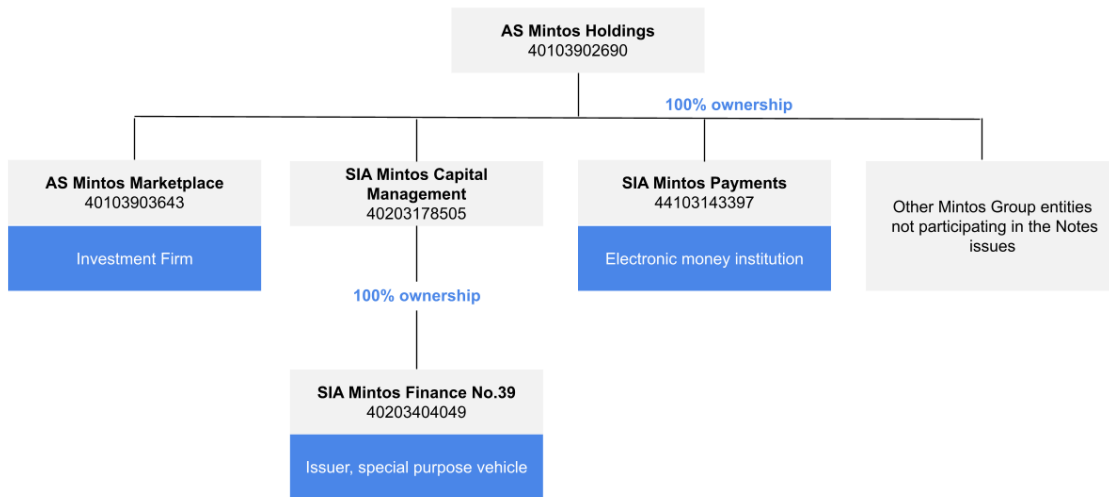 AS Mintos Holdings
40103902690
100% ownership
AS Mintos Marketplace
40103903643
Investment Firm
SIA Mintos Capital
Management
40203178505
SIA Mintos Payments
44103143397
Electronic money institution
Other Mintos Group entities
not participating in the Notes
issues
100% ownership
SIA Mintos Finance No.39
40203404049
Issuer, special purpose vehicle